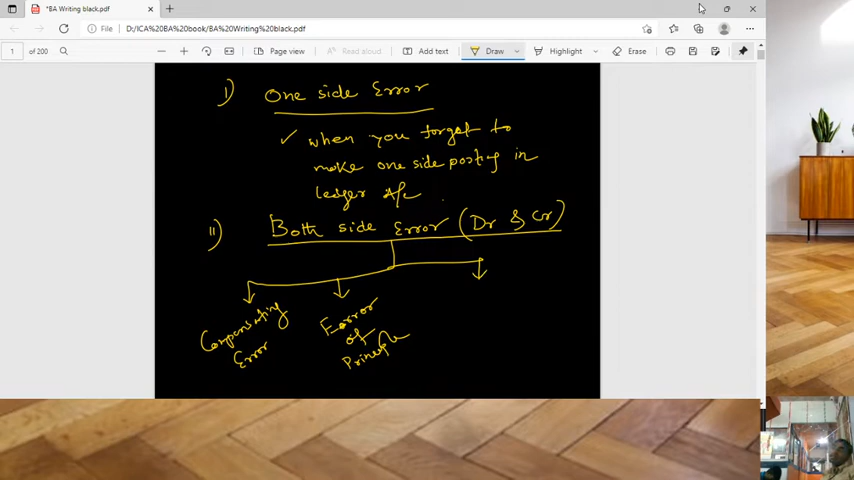 *BA Writing black.pdf
File
D:/ICA%20BA%20book/BA%20Writing%20black.pdf
1 of 200
Page view
Read aloud
Add text
Draw
Highlight
Erase
I) One side Error
✓ when you forget to
make one side posting in
ledger A/c
II) Both side Error (Dr & Cr)
Compensating
Error
Eorror
of
Principle